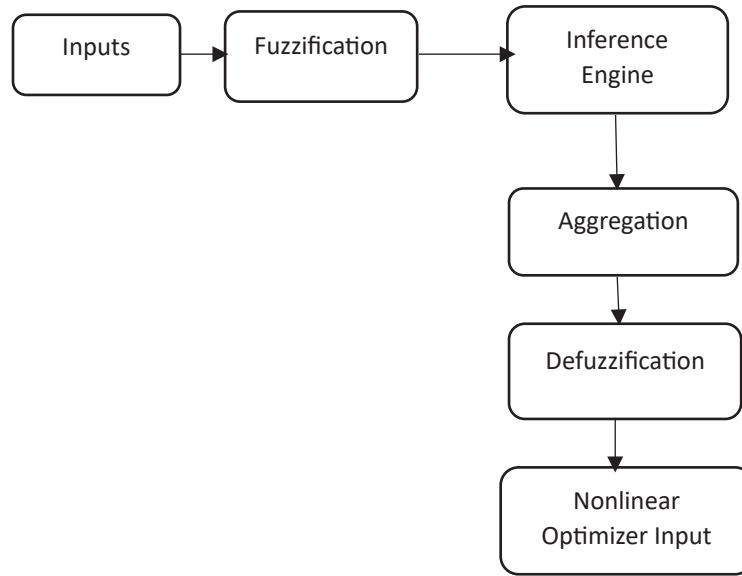 Inputs
Fuzzification
Inference
Engine
Aggregation
Defuzzification
Nonlinear
Optimizer Input